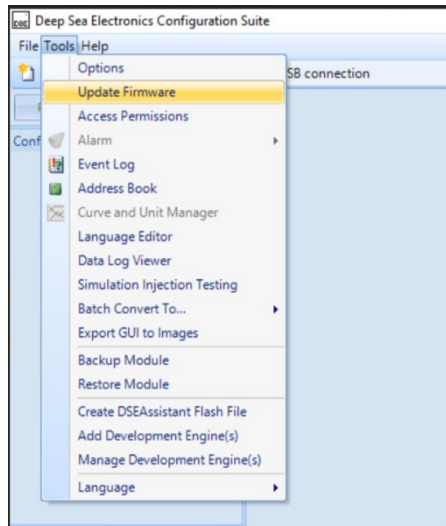 DSE Deep Sea Electronics Configuration Suite
File Tools Help
Options
SB connection
Update Firmware
Access Permissions
Conf
Alarm
Event Log
Address Book
Curve and Unit Manager
Language Editor
Data Log Viewer
Simulation Injection Testing
Batch Convert To...
Export GUI to Images
Backup Module
Restore Module
Create DSEAssistant Flash File
Add Development Engine(s)
Manage Development Engine(s)
Language